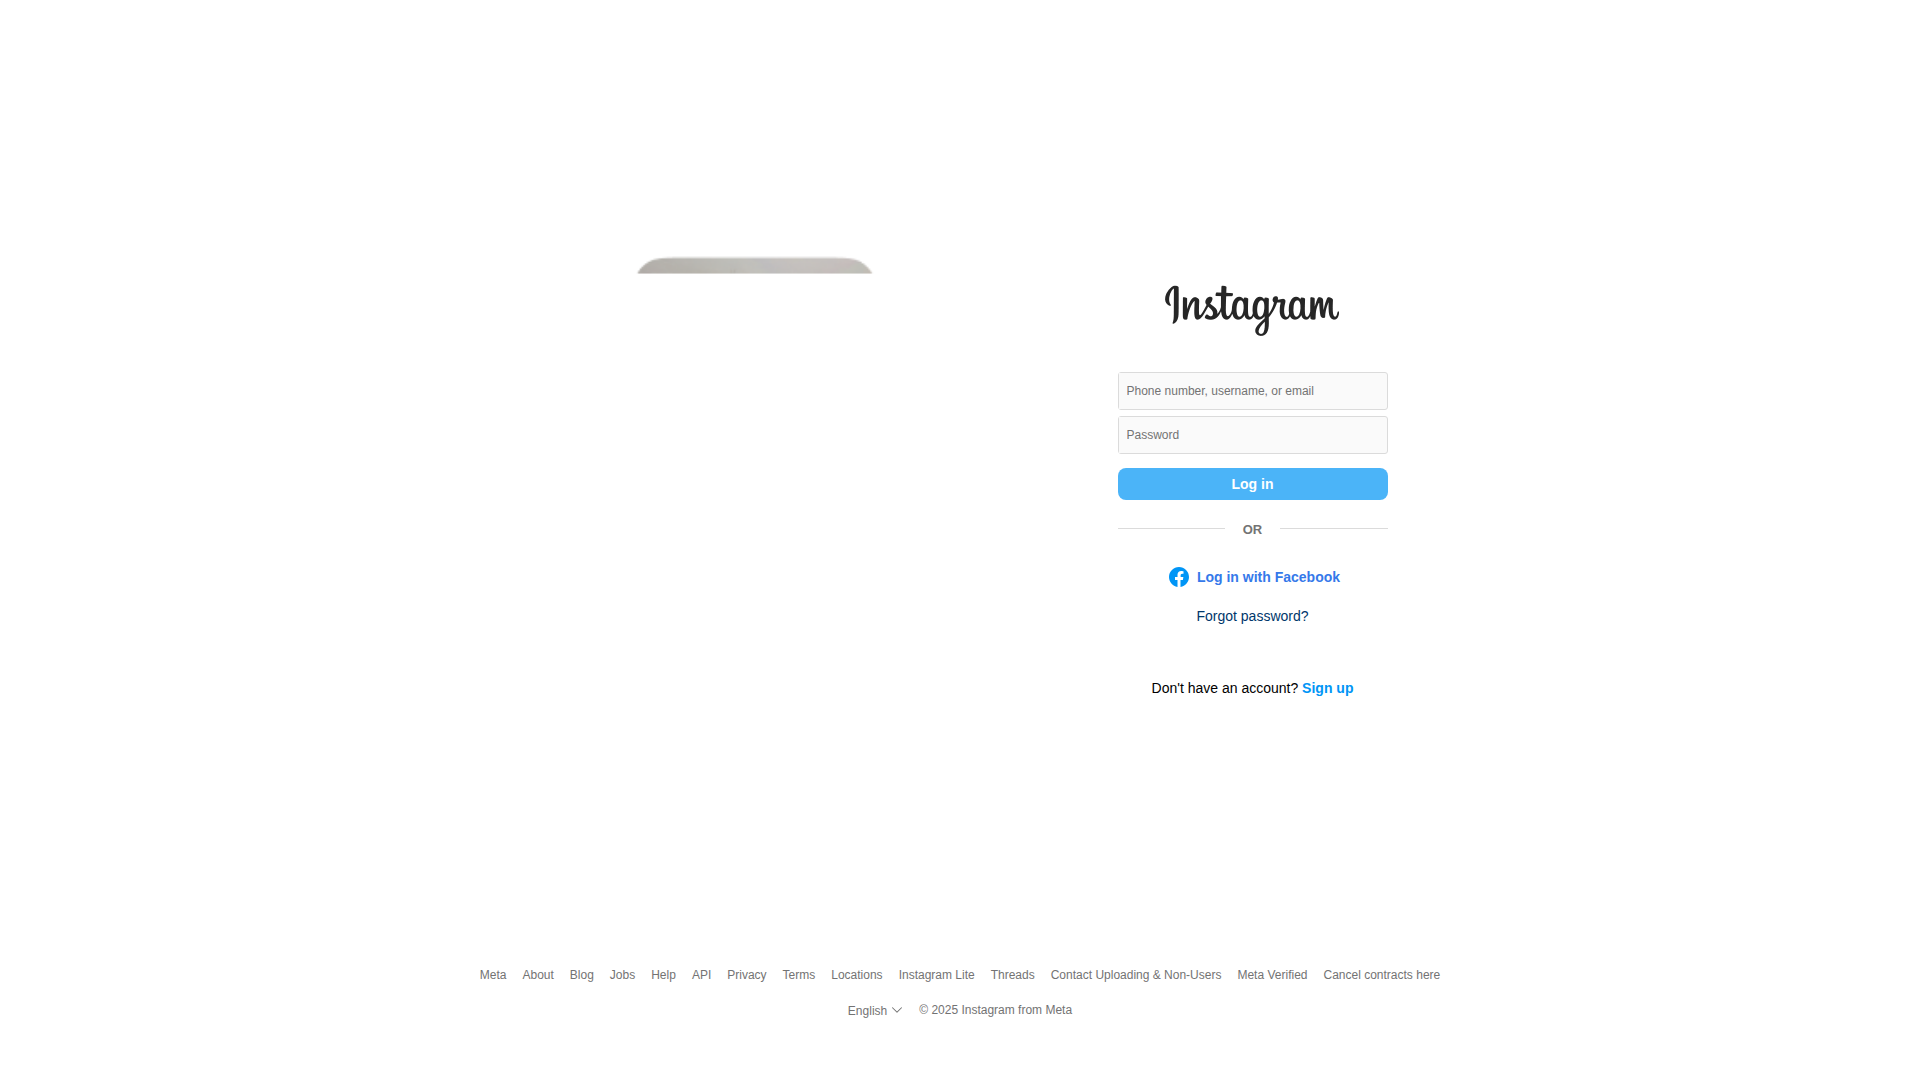 Instagram
Phone number, username, or email
Password
Log in
OR
Log in with Facebook
Forgot password?
Don't have an account? Sign up
Meta About Blog Jobs Help API Privacy Terms Locations Instagram Lite Threads Contact Uploading & Non-Users Meta Verified Cancel contracts here
English © 2025 Instagram from Meta